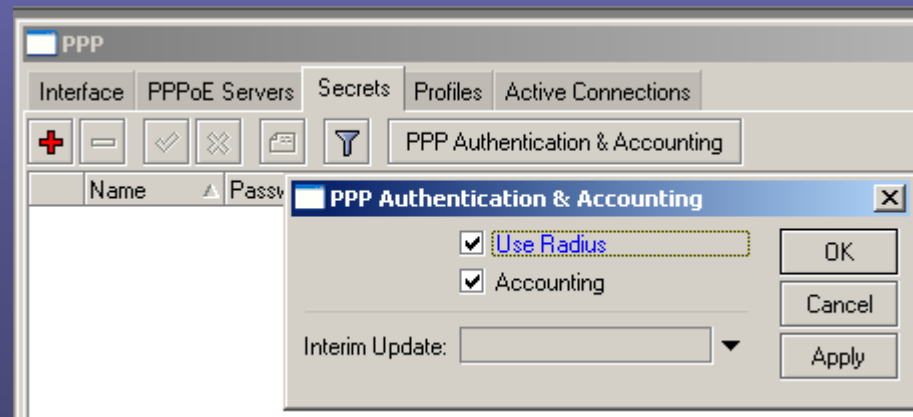 PPP
Interface PPPoE Servers Secrets Profiles Active Connections
PPP Authentication & Accounting
Name
PPP Authentication & Accounting
Use Radius
OK
Accounting
Cancel
Interim Update:
Apply